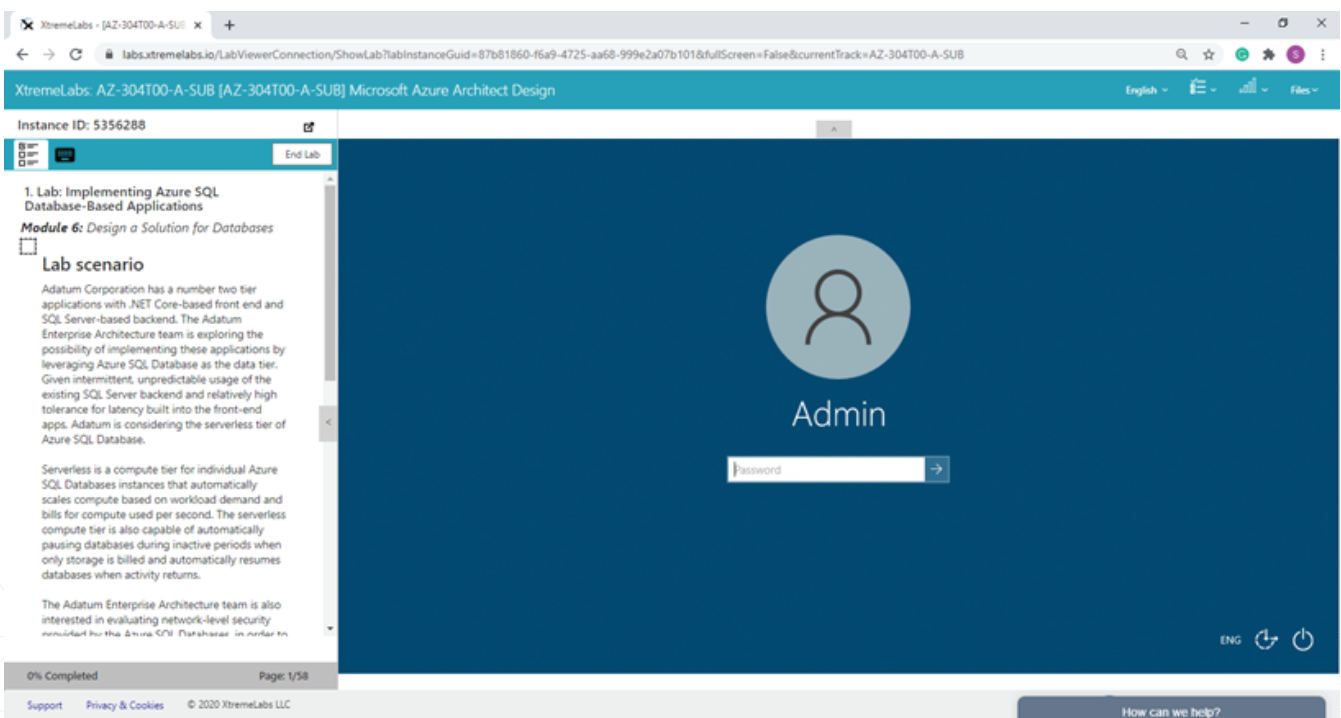 XtremeLabs - [AZ-304T00-A-SUB
labs.xtremelabs.io/LabViewerConnection/ShowLab?labInstanceGuid=87b81860-f6a9-4725-aa68-999e2a07b101&fullScreen=False&currentTrack=AZ-304T00-A-SUB
S
XtremeLabs: AZ-304T00-A-SUB [AZ-304T00-A-SUB] Microsoft Azure Architect Design
English
Files
Instance ID: 5356288
End Lab
1. Lab: Implementing Azure SQL
Database-Based Applications
Module 6: Design a Solution for Databases
Lab scenario
Adatum Corporation has a number two tier
applications with .NET Core-based front end and
SQL Server-based backend. The Adatum
Enterprise Architecture team is exploring the
possibility of implementing these applications by
leveraging Azure SQL Database as the data tier.
Given intermittent, unpredictable usage of the
existing SQL Server backend and relatively high
tolerance for latency built into the front-end
apps, Adatum is considering the serverless tier of
Azure SQL Database.
Serverless is a compute tier for individual Azure
SQL Databases instances that automatically
scales compute based on workload demand and
bills for compute used per second. The serverless
compute tier is also capable of automatically
pausing databases during inactive periods when
only storage is billed and automatically resumes
databases when activity returns.
The Adatum Enterprise Architecture team is also
interested in evaluating network-level security
provided by the Azure SQL Databases, in order to
Admin
Password
ENG
0% Completed
Page: 1/58
Support
Privacy & Cookies
© 2020 XtremeLabs LLC
How can we help?